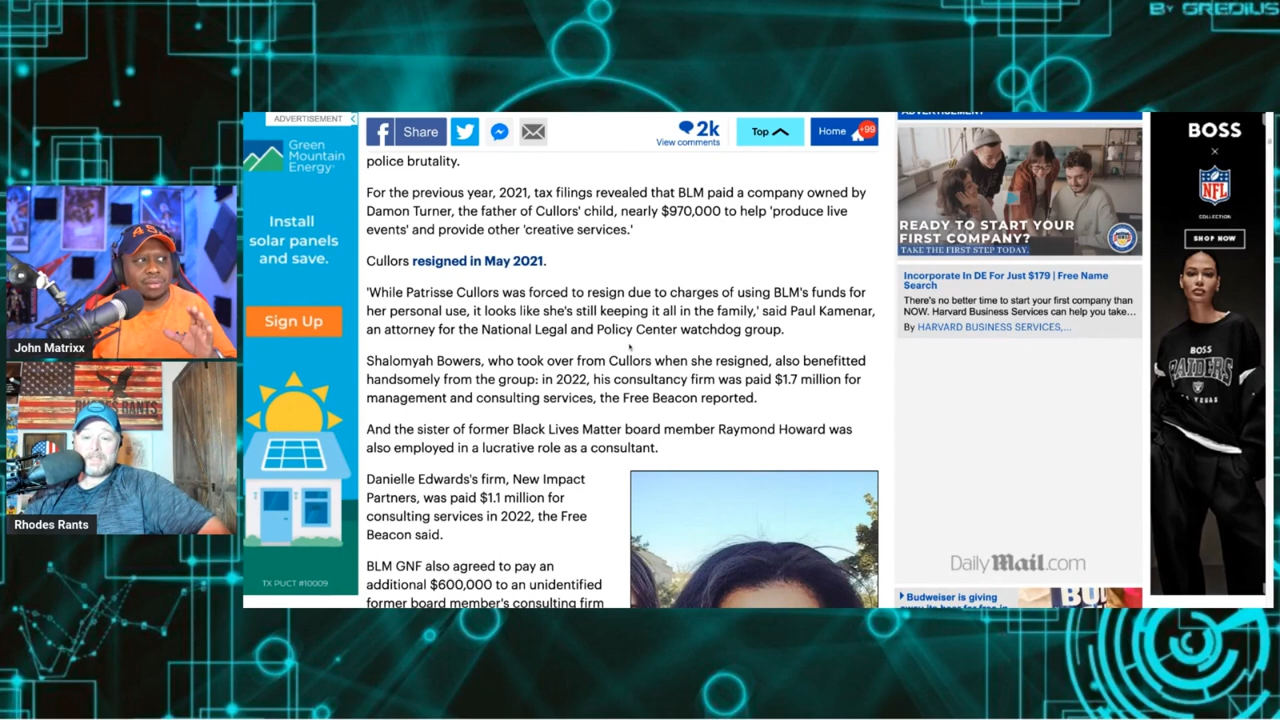 By GREDIUS
ADVERTISEMENT
Green
Mountain
Energy
Install
solar panels
and save.
Sign Up
TX PUCT #10009
John Matrixx
RHODES RANTS
Rhodes Rants
Share
2k
View comments
Top
Home
+99
police brutality.
For the previous year, 2021, tax filings revealed that BLM paid a company owned by
Damon Turner, the father of Cullors' child, nearly $970,000 to help 'produce live
events' and provide other 'creative services.'
Cullors resigned in May 2021.
'While Patrisse Cullors was forced to resign due to charges of using BLM's funds for
her personal use, it looks like she's still keeping it all in the family,' said Paul Kamenar,
an attorney for the National Legal and Policy Center watchdog group.
Shalomyah Bowers, who took over from Cullors when she resigned, also benefitted
handsomely from the group: in 2022, his consultancy firm was paid $1.7 million for
management and consulting services, the Free Beacon reported.
And the sister of former Black Lives Matter board member Raymond Howard was
also employed in a lucrative role as a consultant.
Danielle Edwards's firm, New Impact
Partners, was paid $1.1 million for
consulting services in 2022, the Free
Beacon said.
BLM GNF also agreed to pay an
additional $600,000 to an unidentified
former board member's consulting firm
ADVERTISEMENT
READY TO START YOUR
FIRST COMPANY?
TAKE THE FIRST STEP TODAY.
Incorporate In DE For Just $179 | Free Name
Search
There's no better time to start your first company than
NOW. Harvard Business Services can help you take...
By HARVARD BUSINESS SERVICES,...
DailyMail.com
Budweiser is giving
away its beer for free in
BOSS
×
NFL
COLLECTION
SHOP NOW
BOSS
RAIDERS